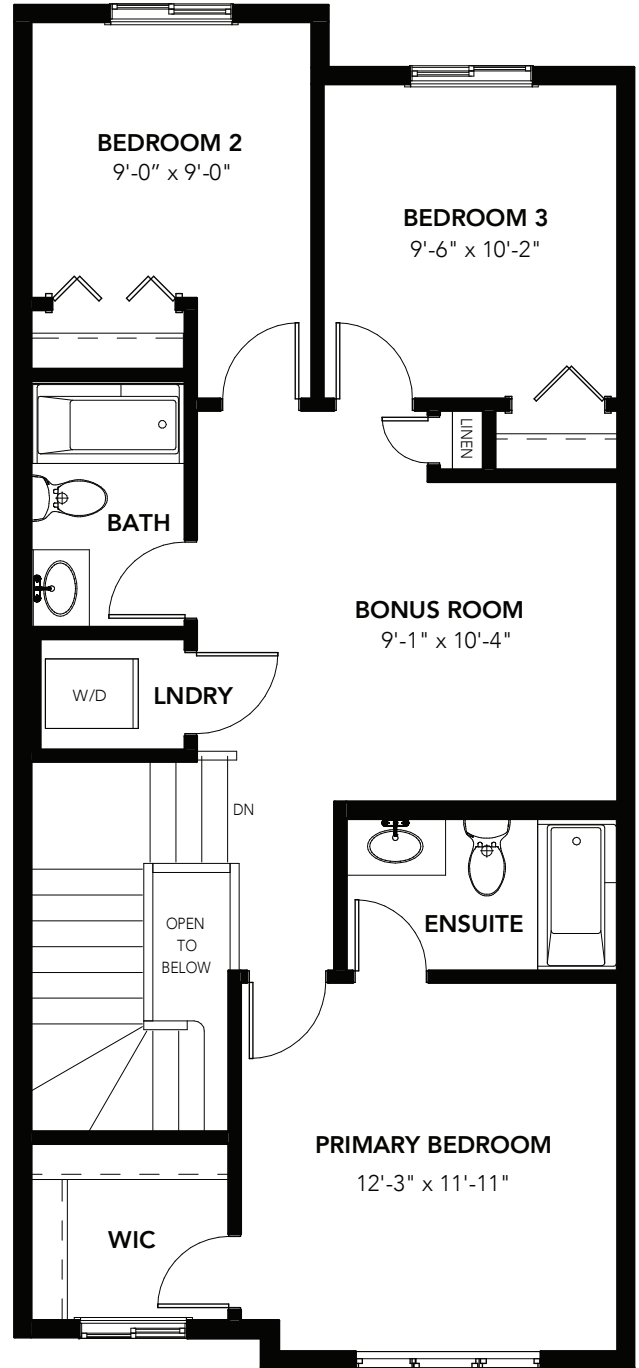 BEDROOM 2
9'-0” x 9'-0"
BEDROOM 3
9'-6" x 10'-2"
LINEN
BATH
BONUS ROOM
9'-1" x 10'-4"
W/D
LNDRY
DN
OPEN
TO
BELOW
ENSUITE
PRIMARY BEDROOM
12'-3" x 11'-11"
WIC